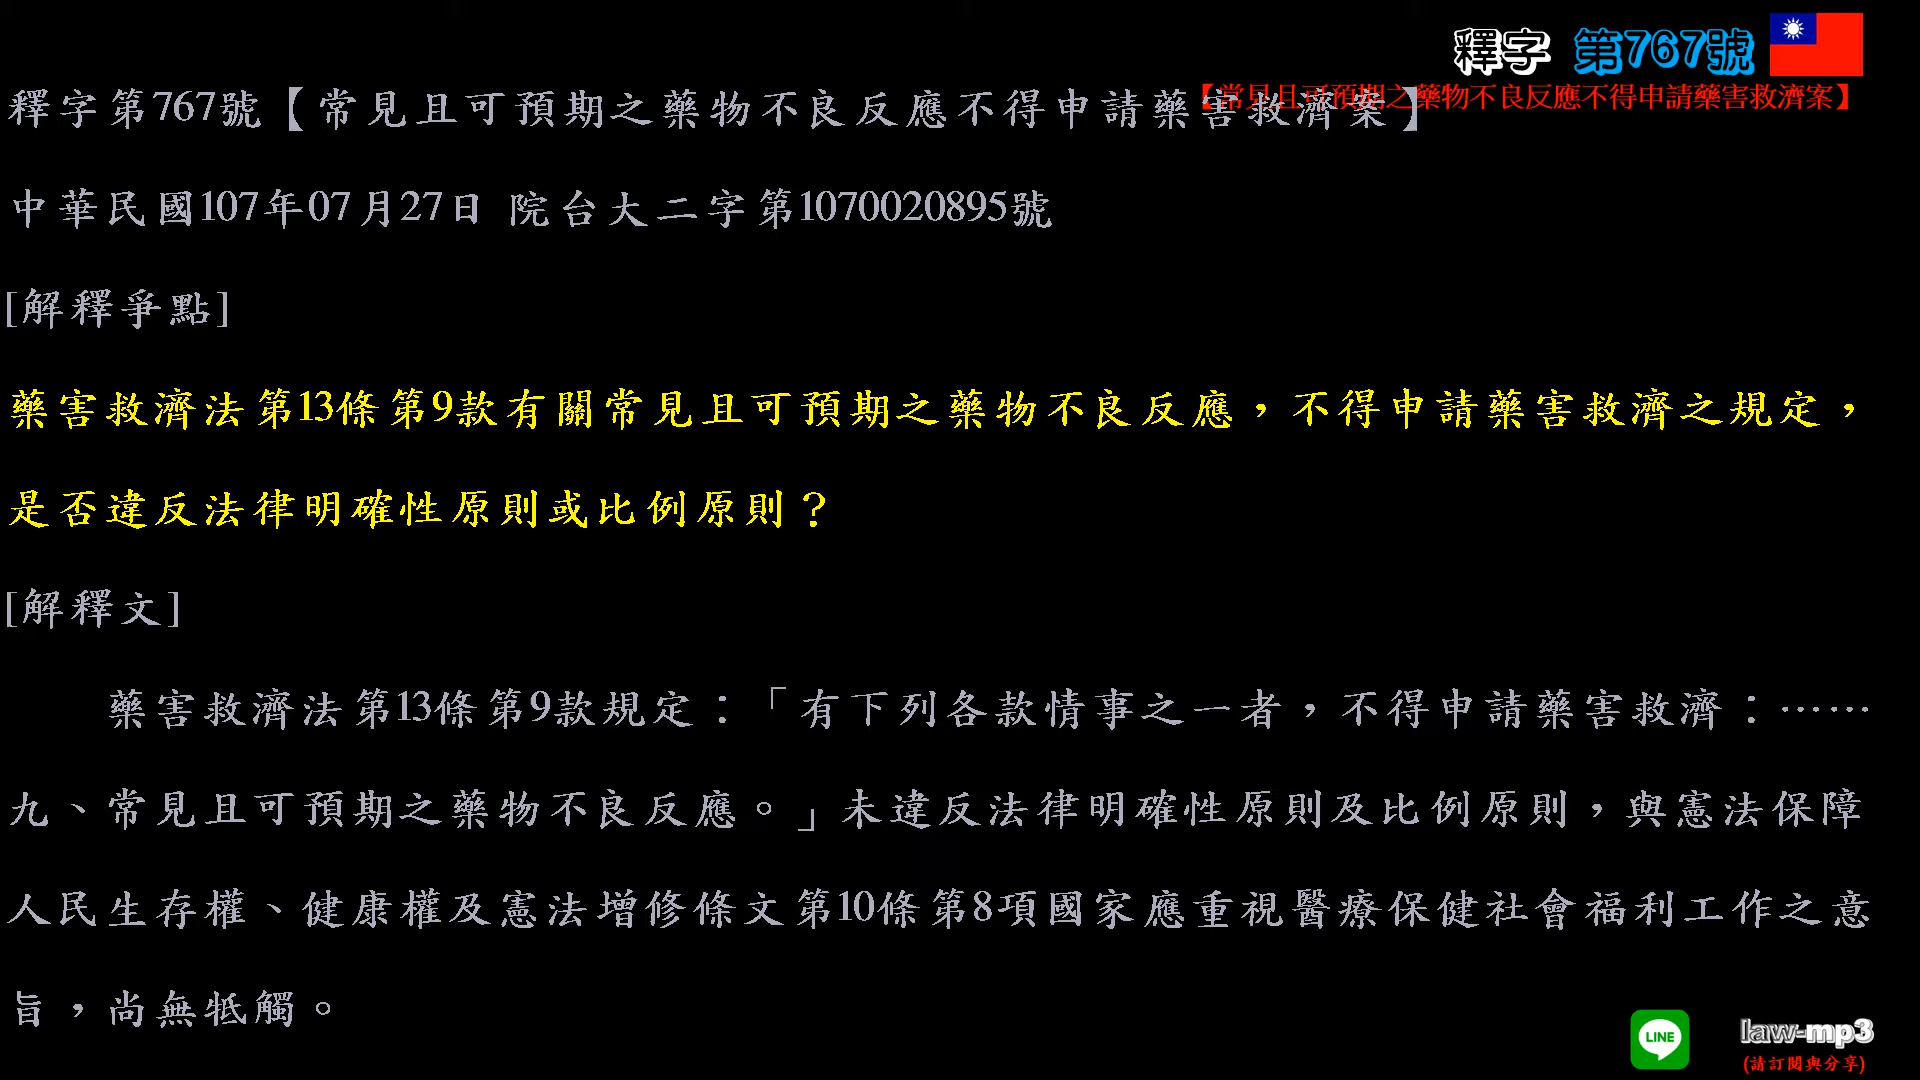 釋字 第767號
【常見且可預期之藥物不良反應不得申請藥害救濟案】
釋字第767號【常見且可預期之藥物不良反應不得申請藥害救濟案】
中華民國107年07月27日 院台大二字第1070020895號
[解釋爭點]
藥害救濟法第13條第9款有關常見且可預期之藥物不良反應，不得申請藥害救濟之規定，
是否違反法律明確性原則或比例原則？
[解釋文]
藥害救濟法第13條第9款規定：「有下列各款情事之一者，不得申請藥害救濟：……
九、常見且可預期之藥物不良反應。」未違反法律明確性原則及比例原則，與憲法保障
人民生存權、健康權及憲法增修條文第10條第8項國家應重視醫療保健社會福利工作之意
旨，尚無牴觸。
LINE
law-mp3
(請訂閱與分享)